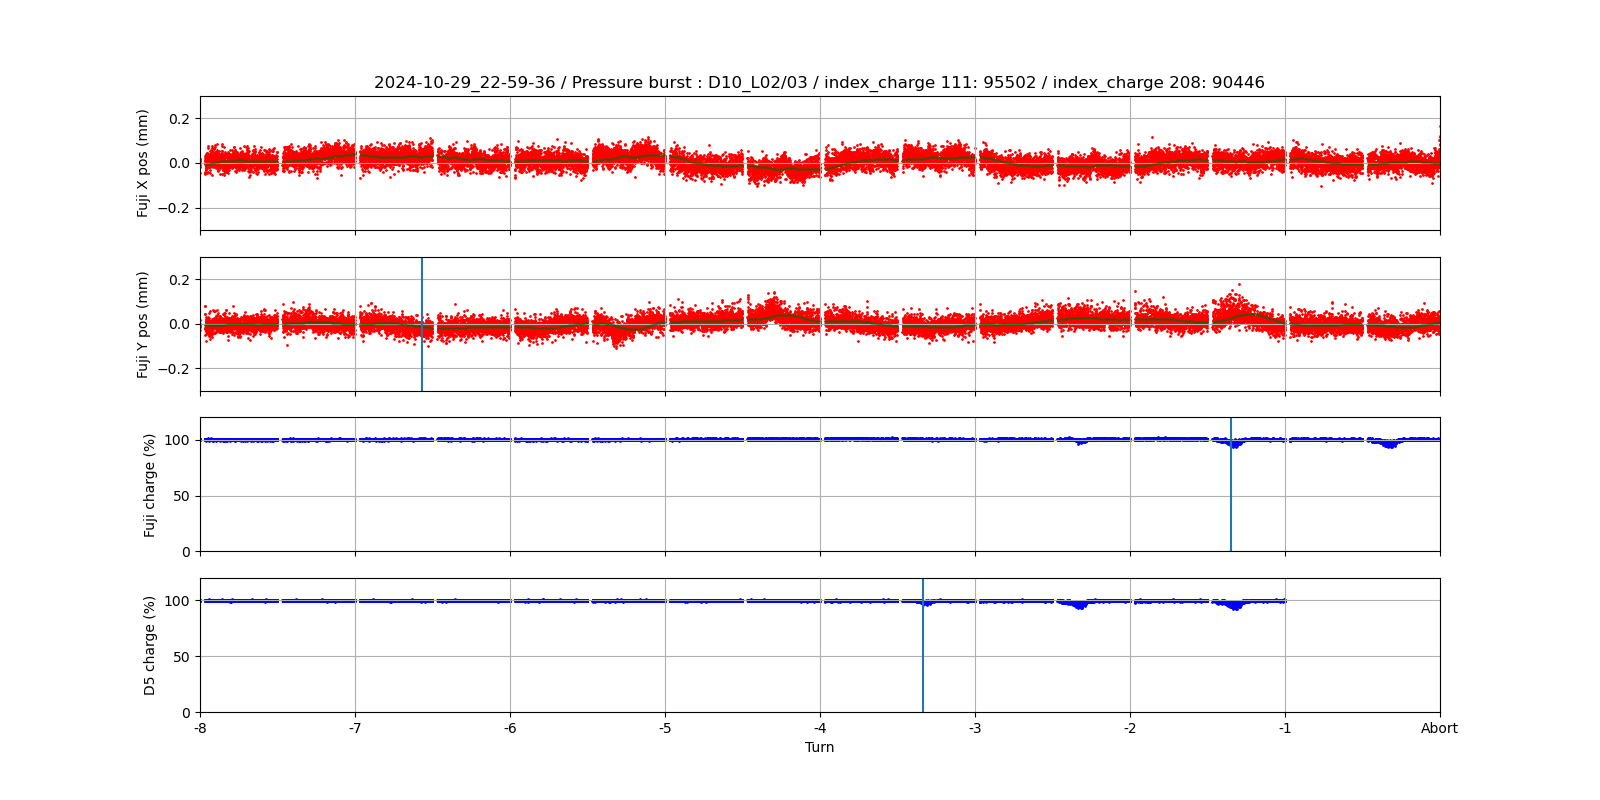 2024-10-29_22-59-36 / Pressure burst : D10_L02/03 / index_charge 111: 95502 / index_charge 208: 90446
Fuji X pos (mm)
0.2
0.0
−0.2
Fuji Y pos (mm)
0.2
0.0
−0.2
Fuji charge (%)
100
50
0
D5 charge (%)
100
50
0
-8 -7 -6 -5 -4 -3 -2 -1 Abort
Turn